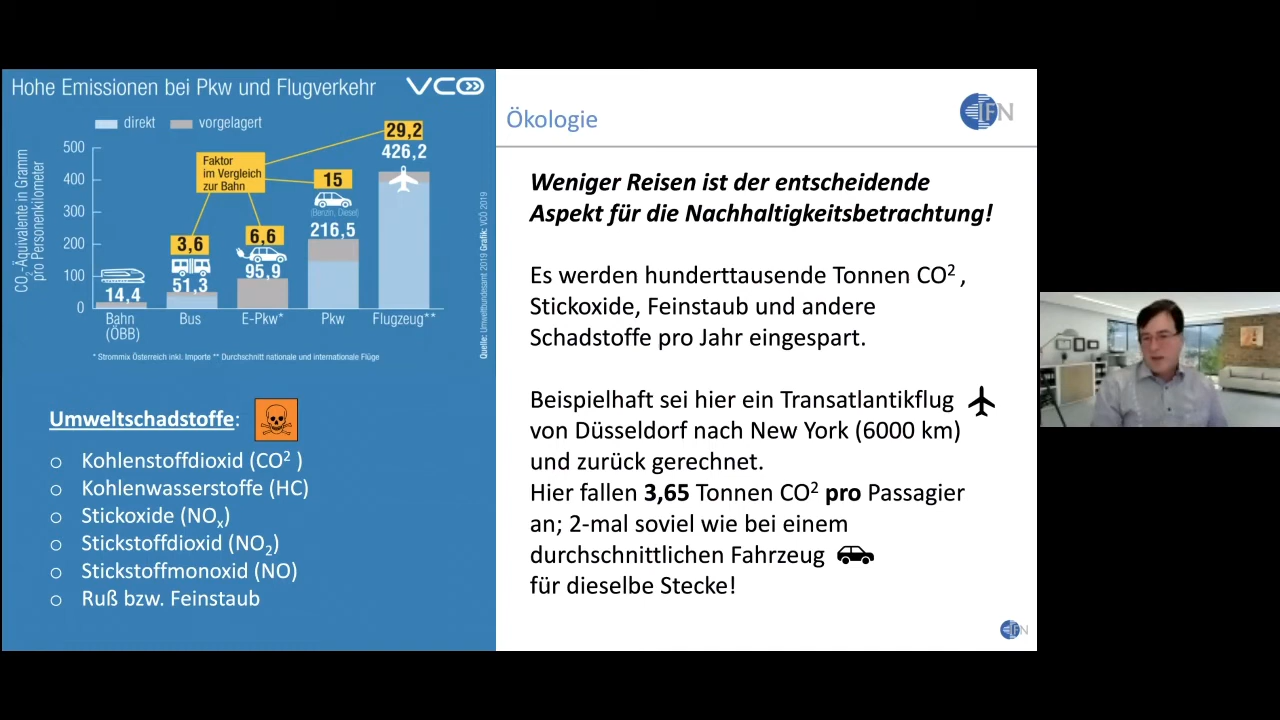 Hohe Emissionen bei Pkw und Flugverkehr
VCÖ
direkt
vorgelagert
CO2-Äquivalente in Gramm
pro Personenkilometer
500
400
300
200
100
0
Faktor
im Vergleich
zur Bahn
14,4
3,6
51,3
6,6
95,9
15
(Benzin, Diesel)
216,5
29,2
426,2
Bahn
(ÖBB)
Bus
E-Pkw*
Pkw
Flugzeug**
* Strommix Österreich inkl. Importe ** Durchschnitt nationale und internationale Flüge
Quelle: Umweltbundesamt 2019 Grafik: VCÖ 2019
Umweltschadstoffe:
o Kohlenstoffdioxid (CO² )
o Kohlenwasserstoffe (HC)
o Stickoxide (NOx)
o Stickstoffdioxid (NO2)
o Stickstoffmonoxid (NO)
o Ruß bzw. Feinstaub
Ökologie
IFN
Weniger Reisen ist der entscheidende
Aspekt für die Nachhaltigkeitsbetrachtung!
Es werden hunderttausende Tonnen CO² ,
Stickoxide, Feinstaub und andere
Schadstoffe pro Jahr eingespart.
Beispielhaft sei hier ein Transatlantikflug
von Düsseldorf nach New York (6000 km)
und zurück gerechnet.
Hier fallen 3,65 Tonnen CO² pro Passagier
an; 2-mal soviel wie bei einem
durchschnittlichen Fahrzeug
für dieselbe Stecke!
IFN